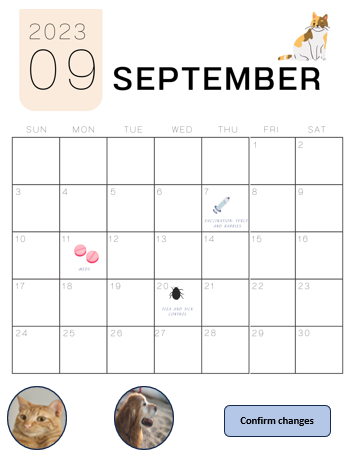 2023
09 SEPTEMBER
SUN MON TUE WED THU FRI SAT
1 2
3 4 5 6 7 8 9
VACCINATION: FVRCP
AND RABIES
10 11 12 13 14 15 16
MEDS
17 18 19 20 21 22 23
FLEA AND TICK
CONTROL
24 25 26 27 28 29 30
Confirm changes